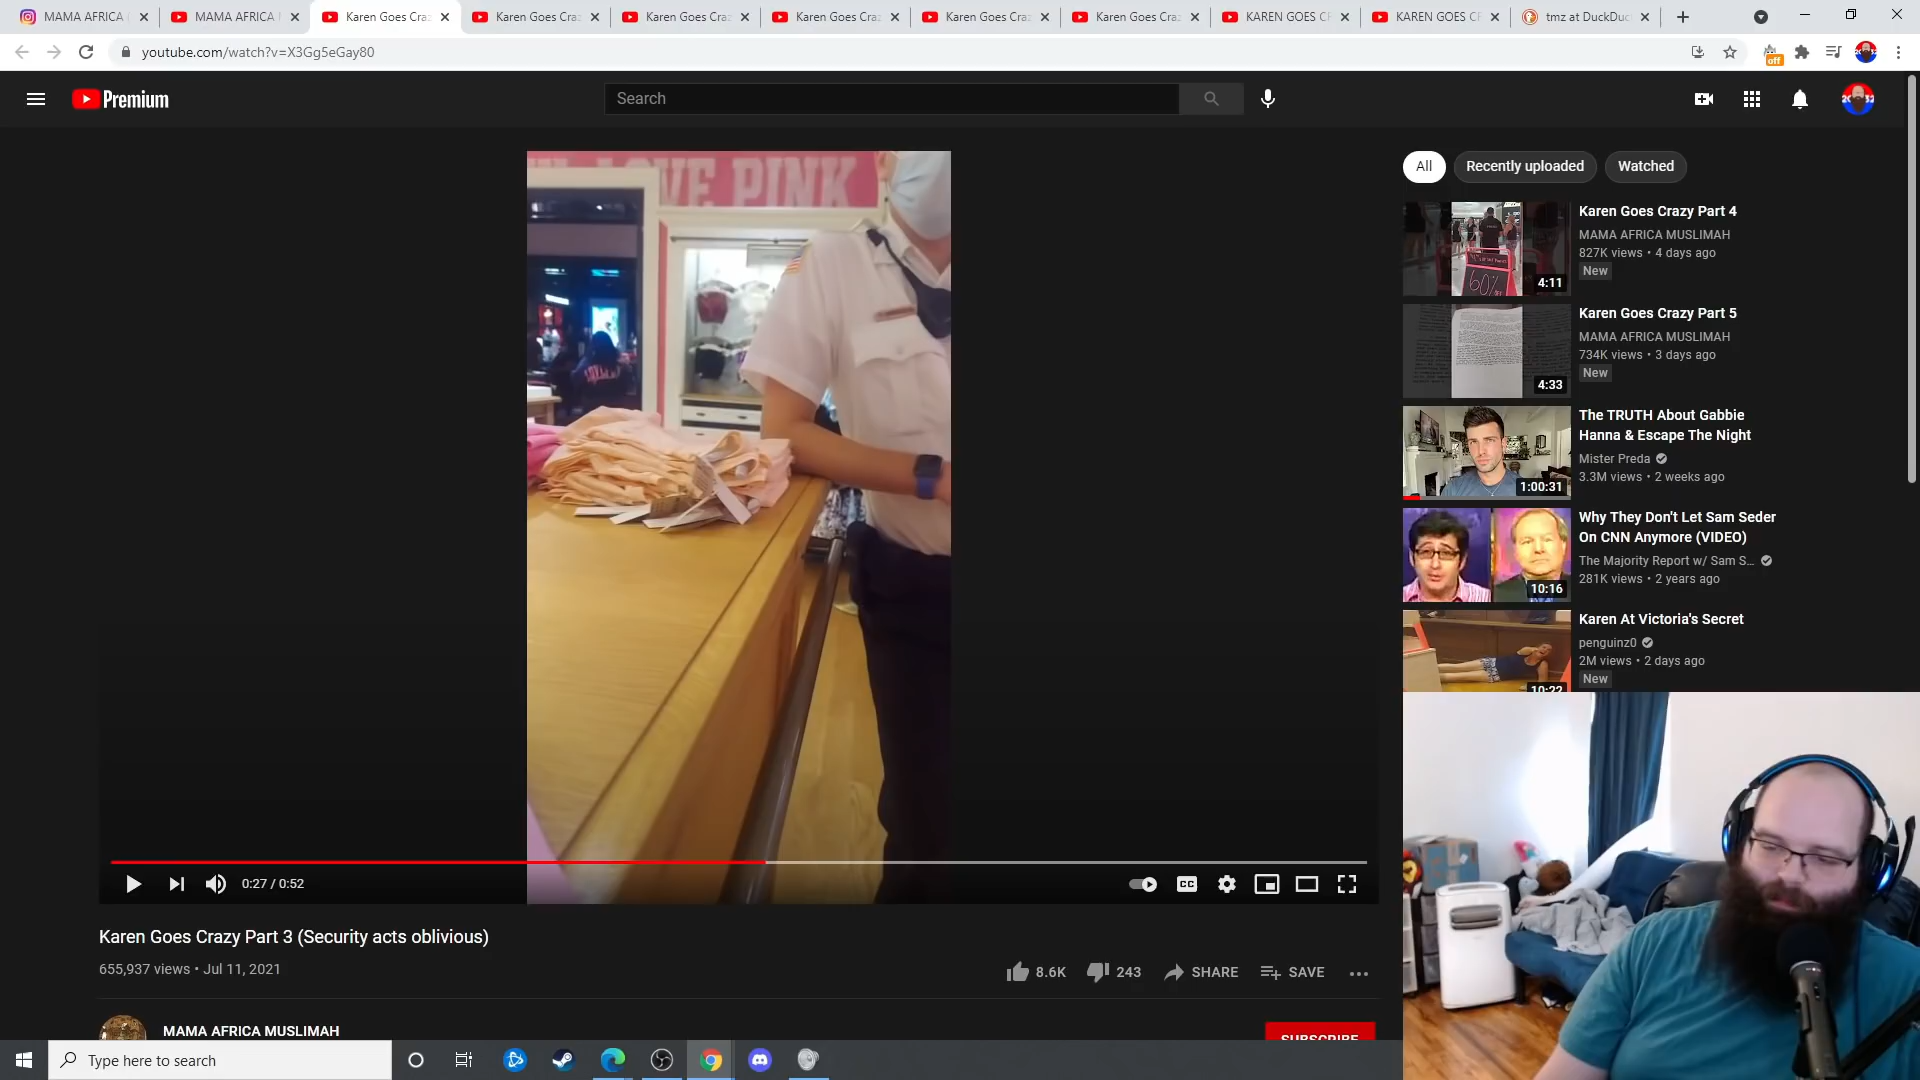 MAMA AFRICA
MAMA AFRICA
Karen Goes Cra
Karen Goes Cra
Karen Goes Cra
Karen Goes Cra
Karen Goes Cra
Karen Goes Cra
KAREN GOES
KAREN GOES
tmz at DuckDuc
youtube.com/watch?v=X3Gg5eGay80
off
Premium
Search
LOVE PINK
All
Recently uploaded
Watched
Karen Goes Crazy Part 4
MAMA AFRICA MUSLIMAH
827K views • 4 days ago
New
60%
4:11
Karen Goes Crazy Part 5
MAMA AFRICA MUSLIMAH
734K views • 3 days ago
New
4:33
The TRUTH About Gabbie
Hanna & Escape The Night
Mister Preda
3.3M views • 2 weeks ago
1:00:31
Why They Don't Let Sam Seder
On CNN Anymore (VIDEO)
The Majority Report w/ Sam S...
281K views • 2 years ago
10:16
Karen At Victoria's Secret
penguinz0
2M views • 2 days ago
New
10:22
0:27 / 0:52
CC
Karen Goes Crazy Part 3 (Security acts oblivious)
655,937 views • Jul 11, 2021
8.6K
243
SHARE
SAVE
MAMA AFRICA MUSLIMAH
SUBSCRIBE
Type here to search